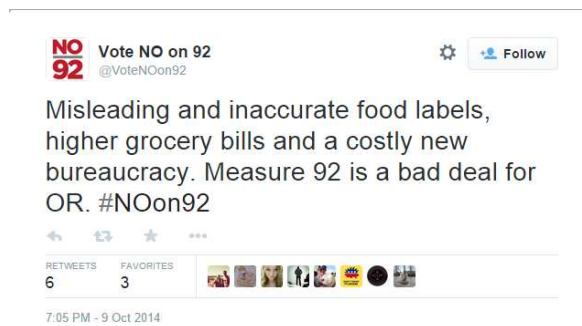 NO
92
Vote NO on 92
@VoteNOon92
Follow
Misleading and inaccurate food labels,
higher grocery bills and a costly new
bureaucracy. Measure 92 is a bad deal for
OR. #NOon92
RETWEETS FAVORITES
6 3
7:05 PM - 9 Oct 2014